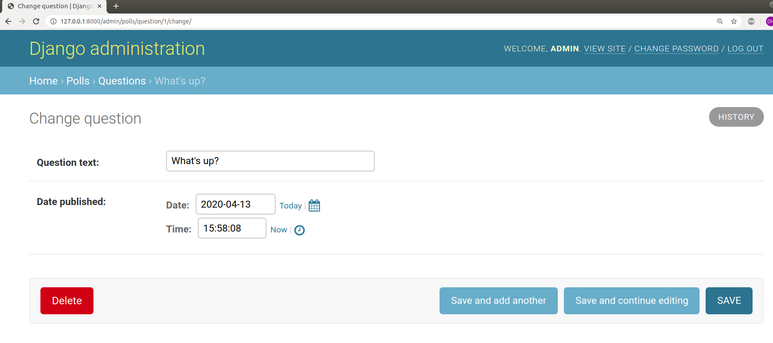 Change question | Djang
127.0.0.1:8000/admin/polls/question/1/change/
Django administration
WELCOME, ADMIN. VIEW SITE / CHANGE PASSWORD / LOG OUT
Home › Polls › Questions › What's up?
Change question
HISTORY
Question text: What's up?
Date published:
Date: 2020-04-13 Today |
Time: 15:58:08 Now |
Delete Save and add another Save and continue editing SAVE